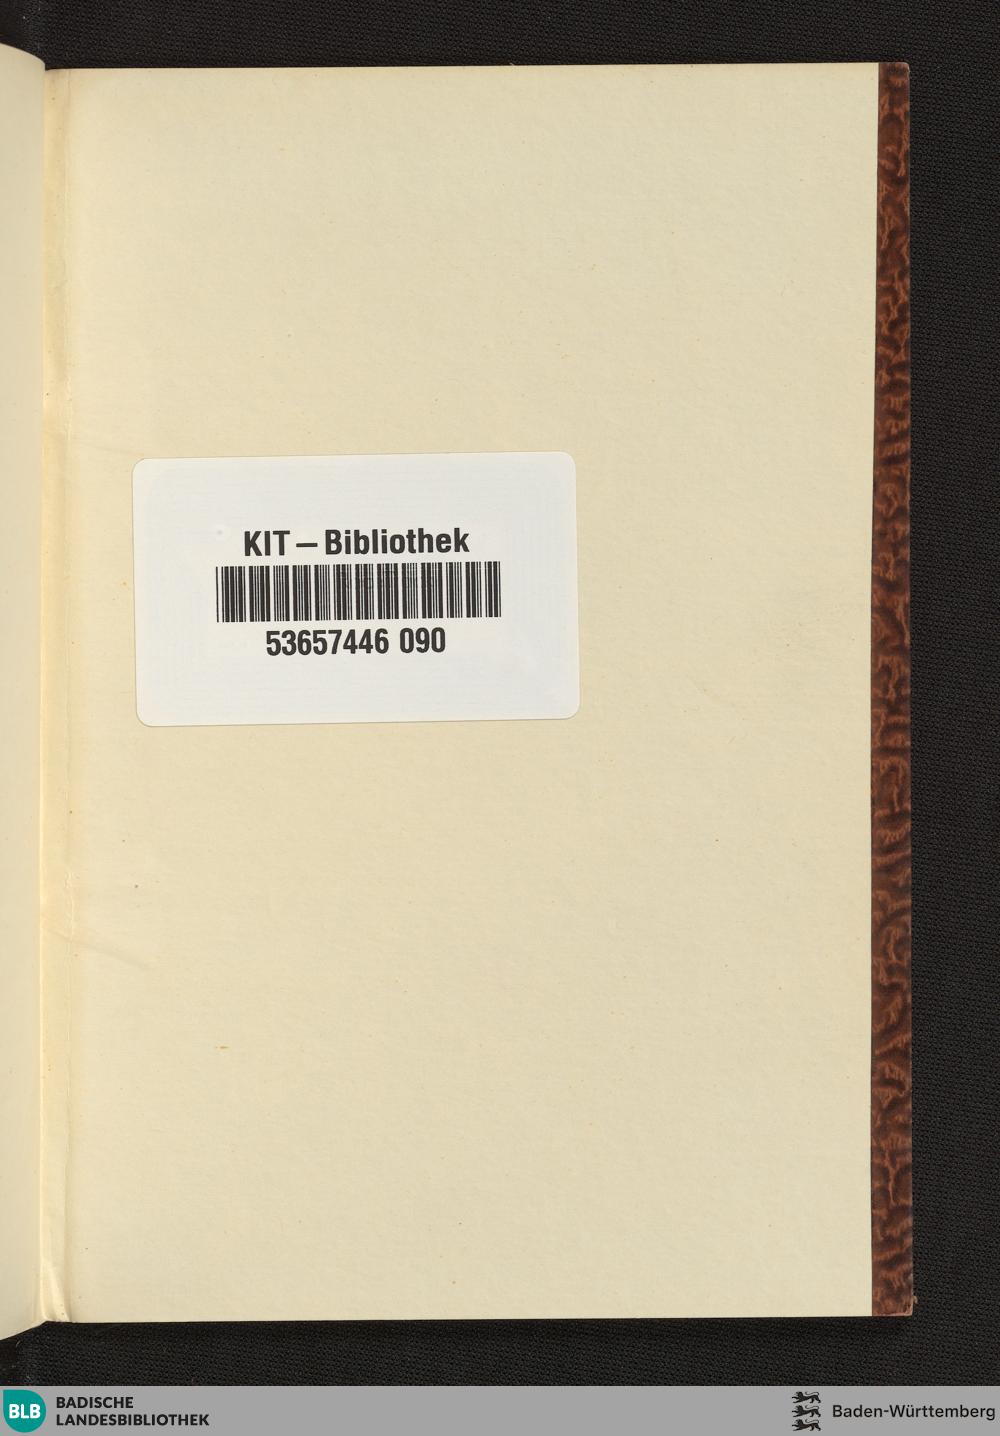 KIT – Bibliothek
53657446 090
BLB
BADISCHE
LANDESBIBLIOTHEK
Baden-Württemberg